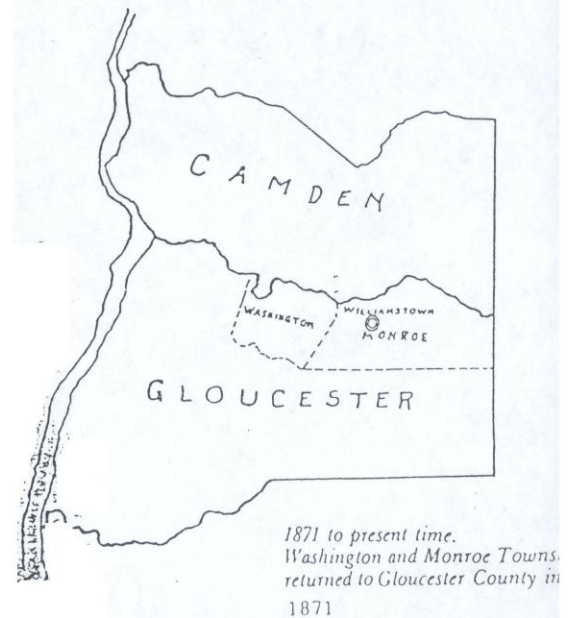 CAMDEN
WASHINGTON
WILLIAMSTOWN
MONROE
GLOUCESTER
1871 to present time.
Washington and Monroe Towns
returned to Gloucester County in
1871